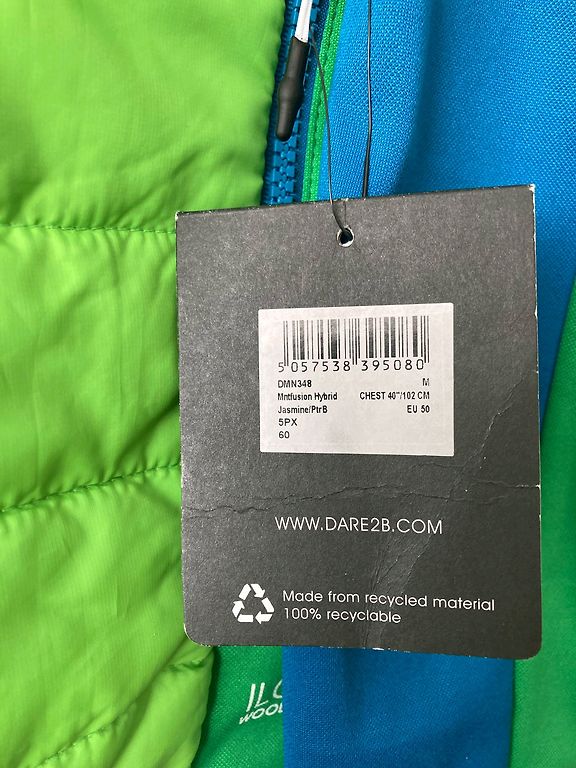 5 057538 395080
DMN348 M
Mntfusion Hybrid CHEST 40"/102 CM
Jasmine/PtrB EU 50
5PX
60
WWW.DARE2B.COM
Made from recycled material
100% recyclable